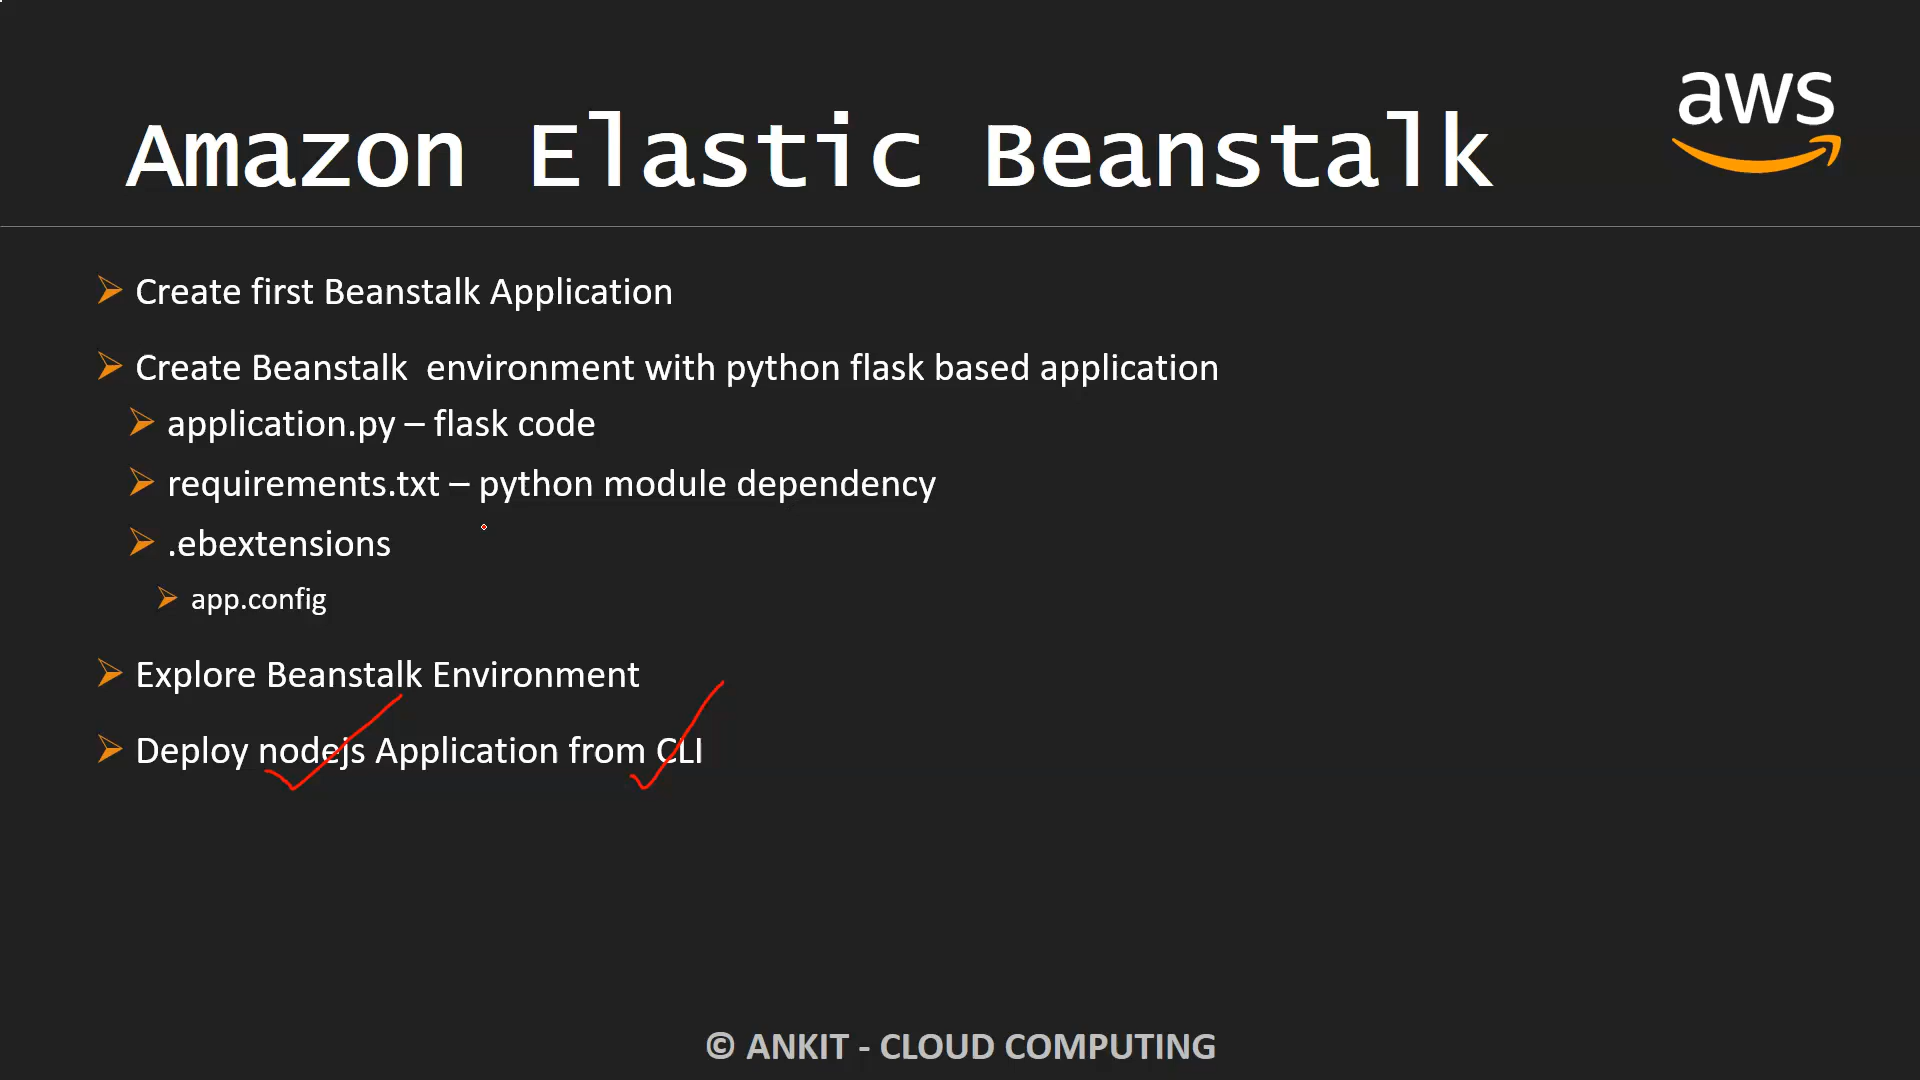 aws
Amazon Elastic Beanstalk
Create first Beanstalk Application
Create Beanstalk  environment with python flask based application
application.py – flask code
requirements.txt – python module dependency
.ebextensions
app.config
Explore Beanstalk Environment
Deploy nodejs Application from CLI
© ANKIT - CLOUD COMPUTING